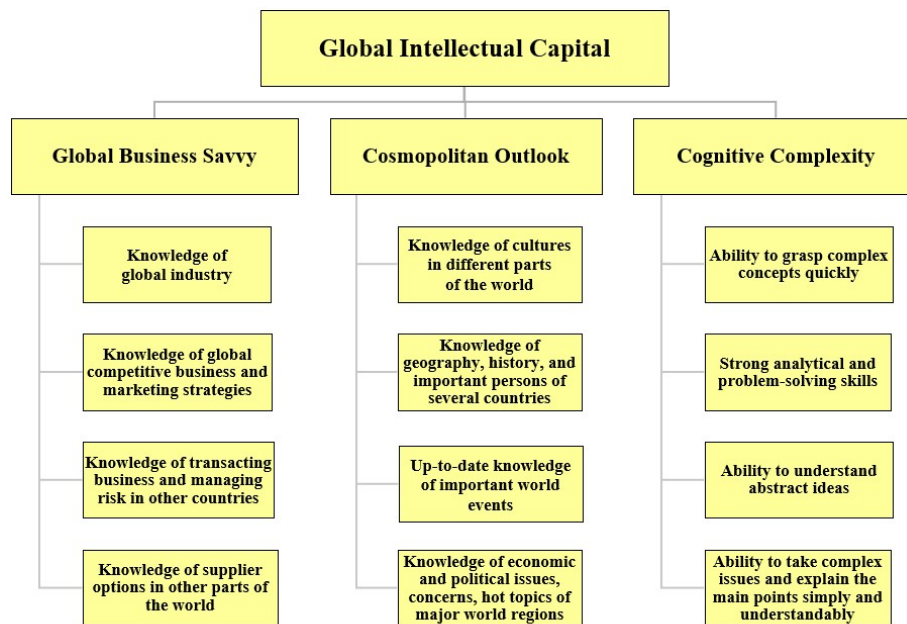 Global Intellectual Capital
Global Business Savvy
Cosmopolitan Outlook
Cognitive Complexity
Knowledge of
global industry
Knowledge of global
competitive business and
marketing strategies
Knowledge of transacting
business and managing
risk in other countries
Knowledge of supplier
options in other parts of
the world
Knowledge of cultures
in different parts
of the world
Knowledge of
geography, history, and
important persons of
several countries
Up-to-date knowledge
of important world
events
Knowledge of economic
and political issues,
concerns, hot topics of
major world regions
Ability to grasp complex
concepts quickly
Strong analytical and
problem-solving skills
Ability to understand
abstract ideas
Ability to take complex
issues and explain the
main points simply and
understandably